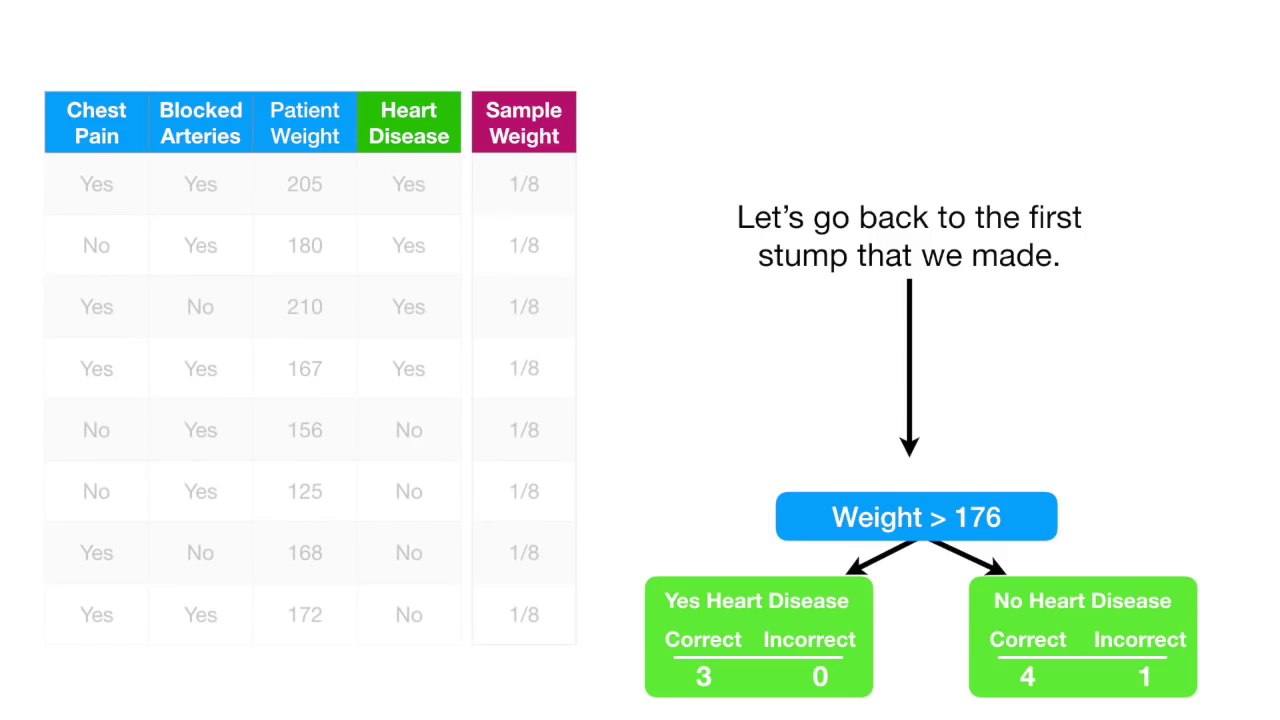 Chest Pain Blocked Arteries Patient Weight Heart Disease Sample Weight
Yes Yes 205 Yes 1/8
No Yes 180 Yes 1/8
Yes No 210 Yes 1/8
Yes Yes 167 Yes 1/8
No Yes 156 No 1/8
No Yes 125 No 1/8
Yes No 168 No 1/8
Yes Yes 172 No 1/8
Let's go back to the first
stump that we made.
Weight > 176
Yes Heart Disease
Correct Incorrect
3 0
No Heart Disease
Correct Incorrect
4 1